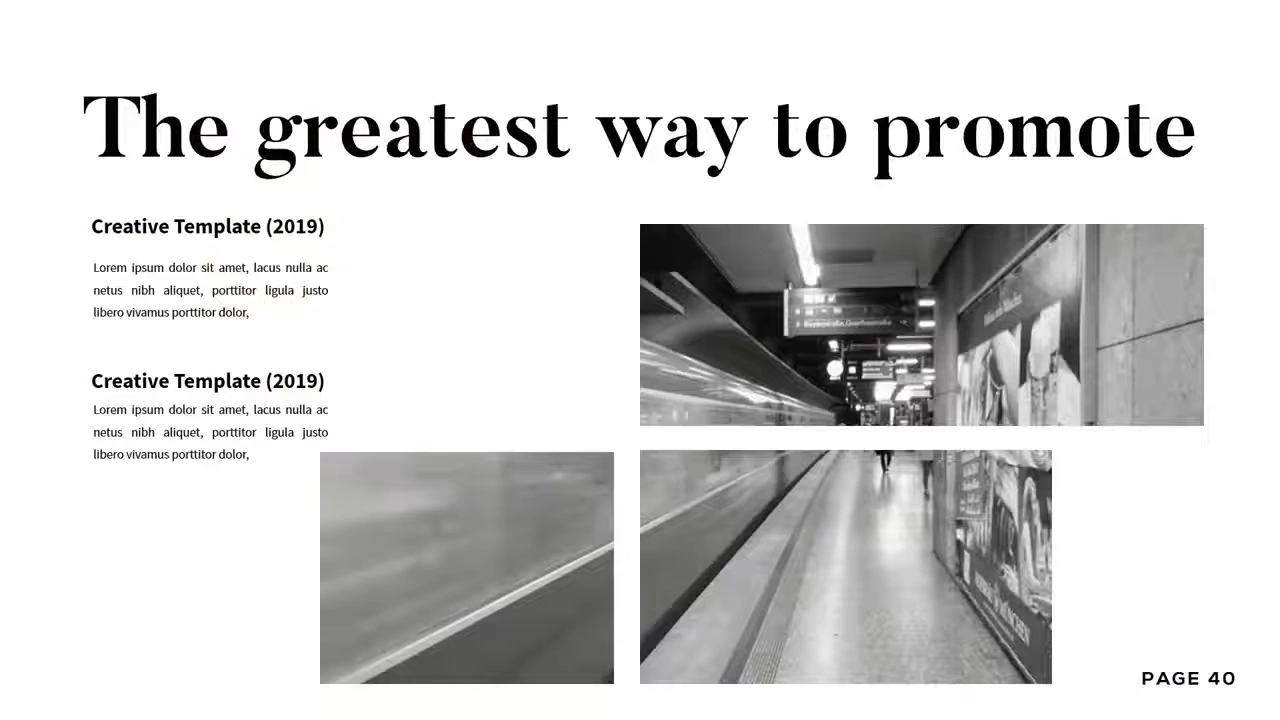 The greatest way to promote
Creative Template (2019)
Lorem ipsum dolor sit amet, lacus nulla ac
netus nibh aliquet, porttitor ligula justo
libero vivamus porttitor dolor,
Creative Template (2019)
Lorem ipsum dolor sit amet, lacus nulla ac
netus nibh aliquet, porttitor ligula justo
libero vivamus porttitor dolor,
PAGE 40